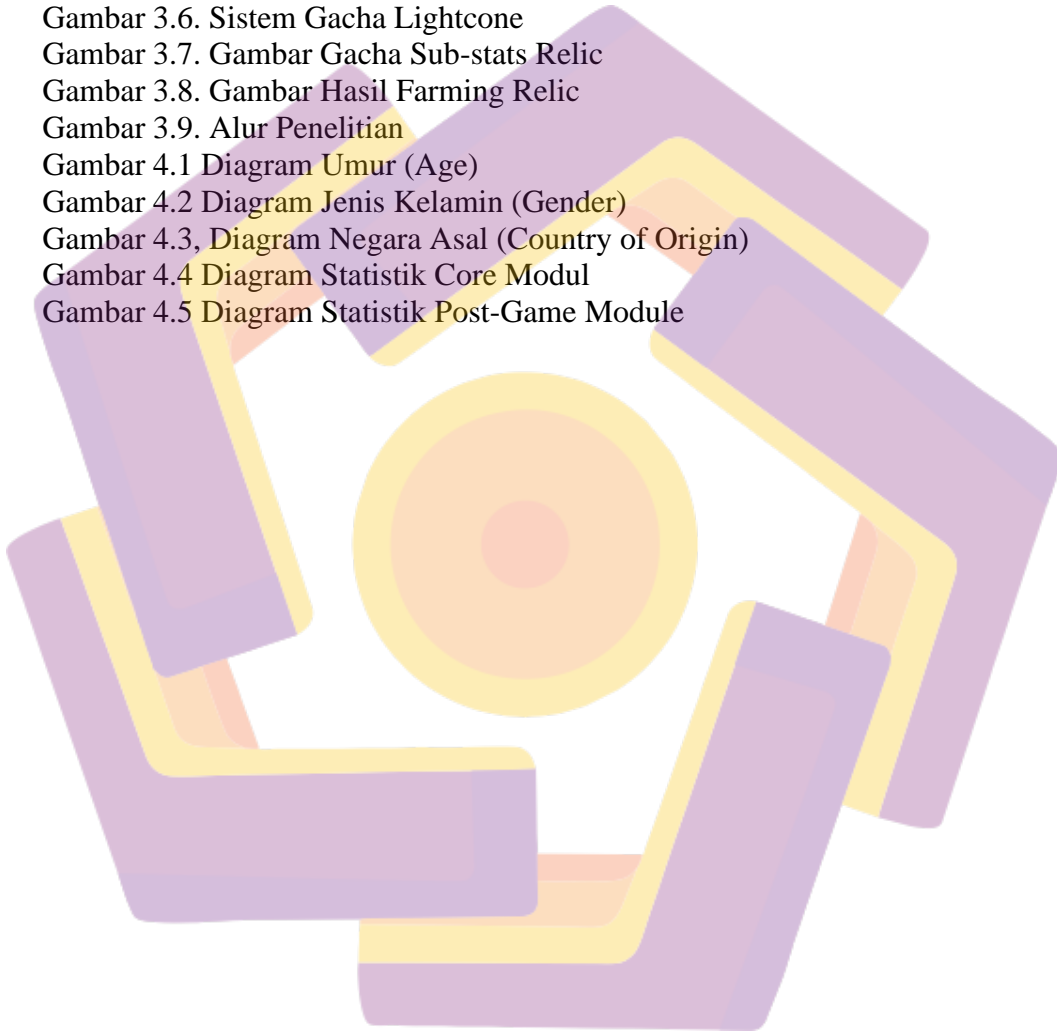 Gambar 3.6. Sistem Gacha Lightcone
Gambar 3.7. Gambar Gacha Sub-stats Relic
Gambar 3.8. Gambar Hasil Farming Relic
Gambar 3.9. Alur Penelitian
Gambar 4.1 Diagram Umur (Age)
Gambar 4.2 Diagram Jenis Kelamin (Gender)
Gambar 4.3, Diagram Negara Asal (Country of Origin)
Gambar 4.4 Diagram Statistik Core Modul
Gambar 4.5 Diagram Statistik Post-Game Module